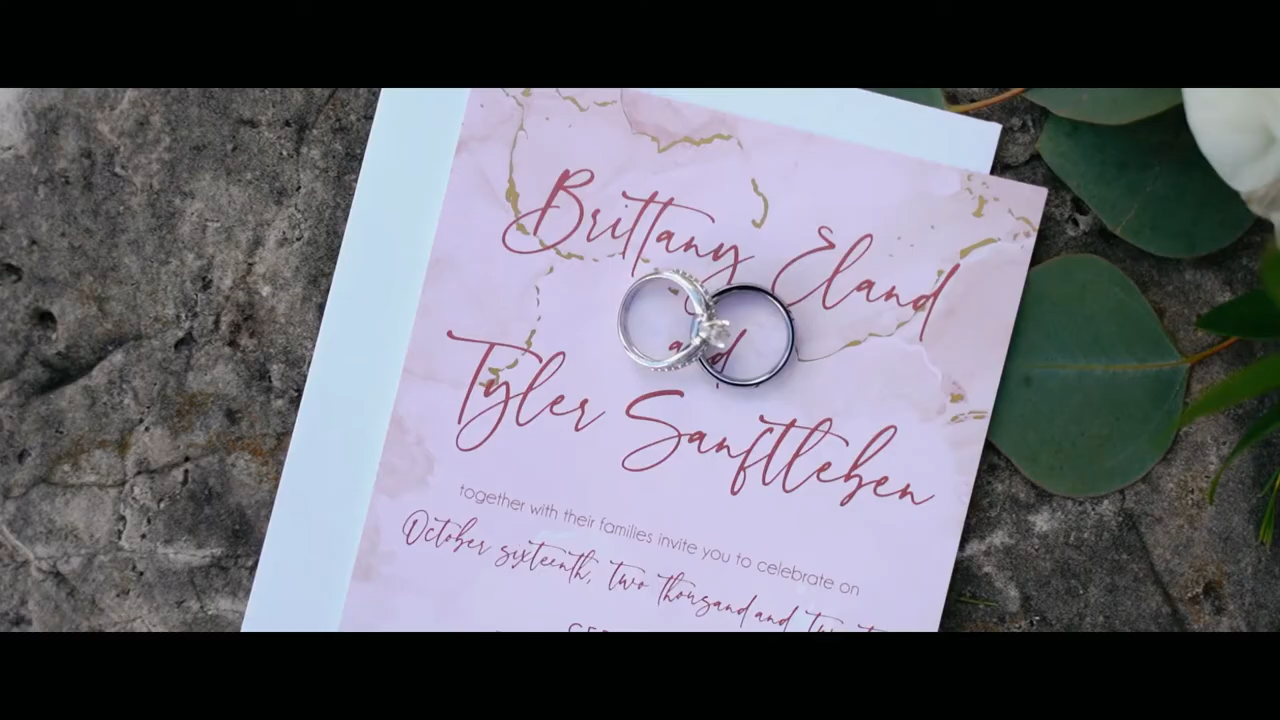 Brittany Eland
and
Tyler Sanftleben
together with their families invite you to celebrate on
October sixteenth, two thousand and